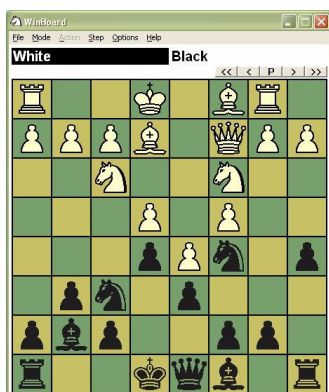 WinBoard
File Mode Action Step Options Help
White Black
<< < P > >>